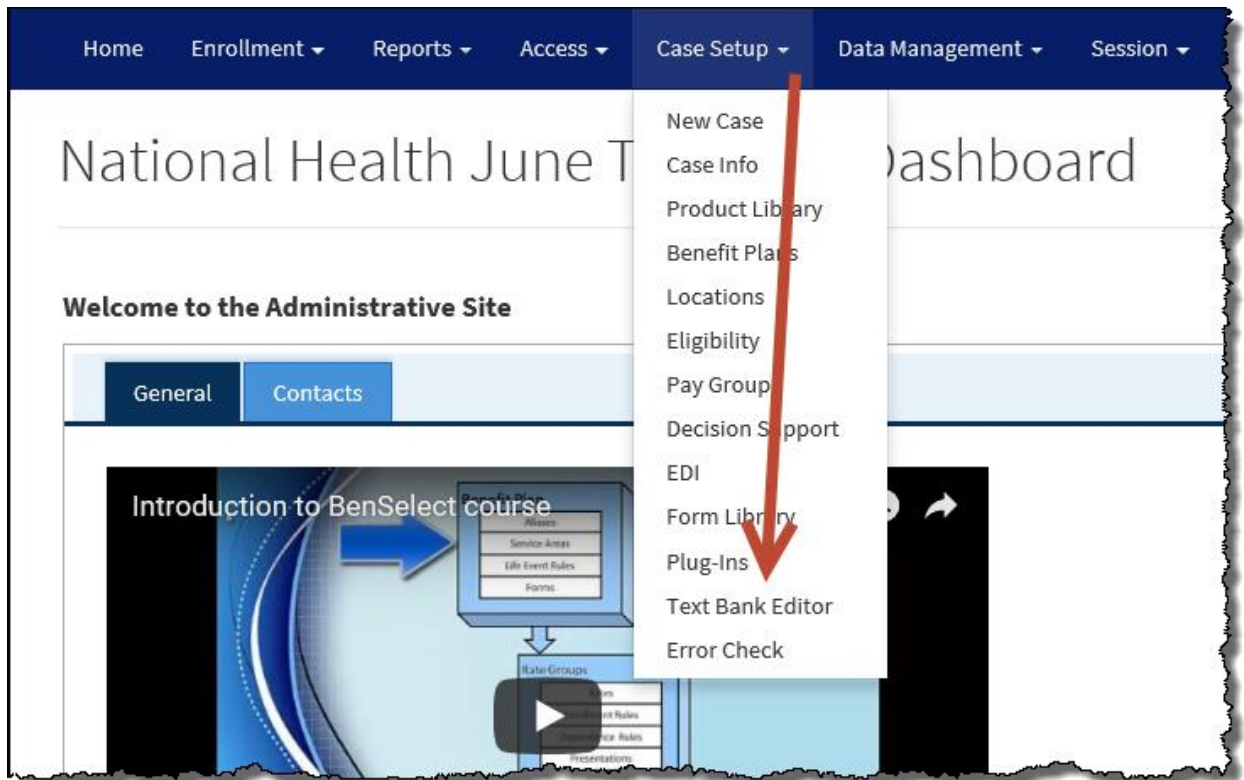 Home Enrollment Reports Access Case Setup Data Management Session
National Health June T Dashboard
New Case
Case Info
Product Library
Benefit Plans
Locations
Eligibility
Pay Group
Decision Support
EDI
Form Library
Plug-Ins
Text Bank Editor
Error Check
Welcome to the Administrative Site
General Contacts
Introduction to BenSelect course
Benefit Plan
Aliases
Service Areas
Life Event Rules
Forms
Rate Groups
Rates
Rules
Rules
Presentations